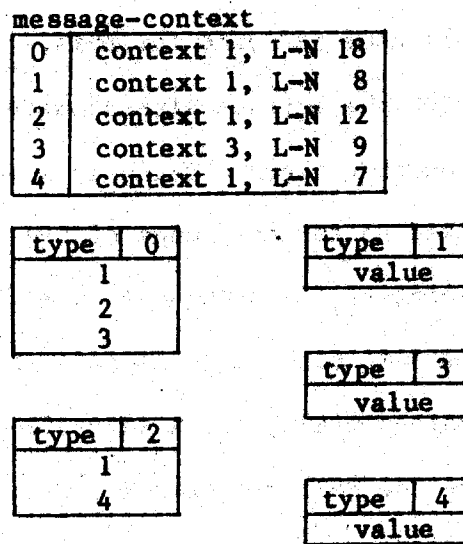 message-context
0 context 1, L-N 18
1 context 1, L-N 8
2 context 1, L-N 12
3 context 3, L-N 9
4 context 1, L-N 7
type 0
1
2
3
type 1
value
type 3
value
type 2
1
4
type 4
value